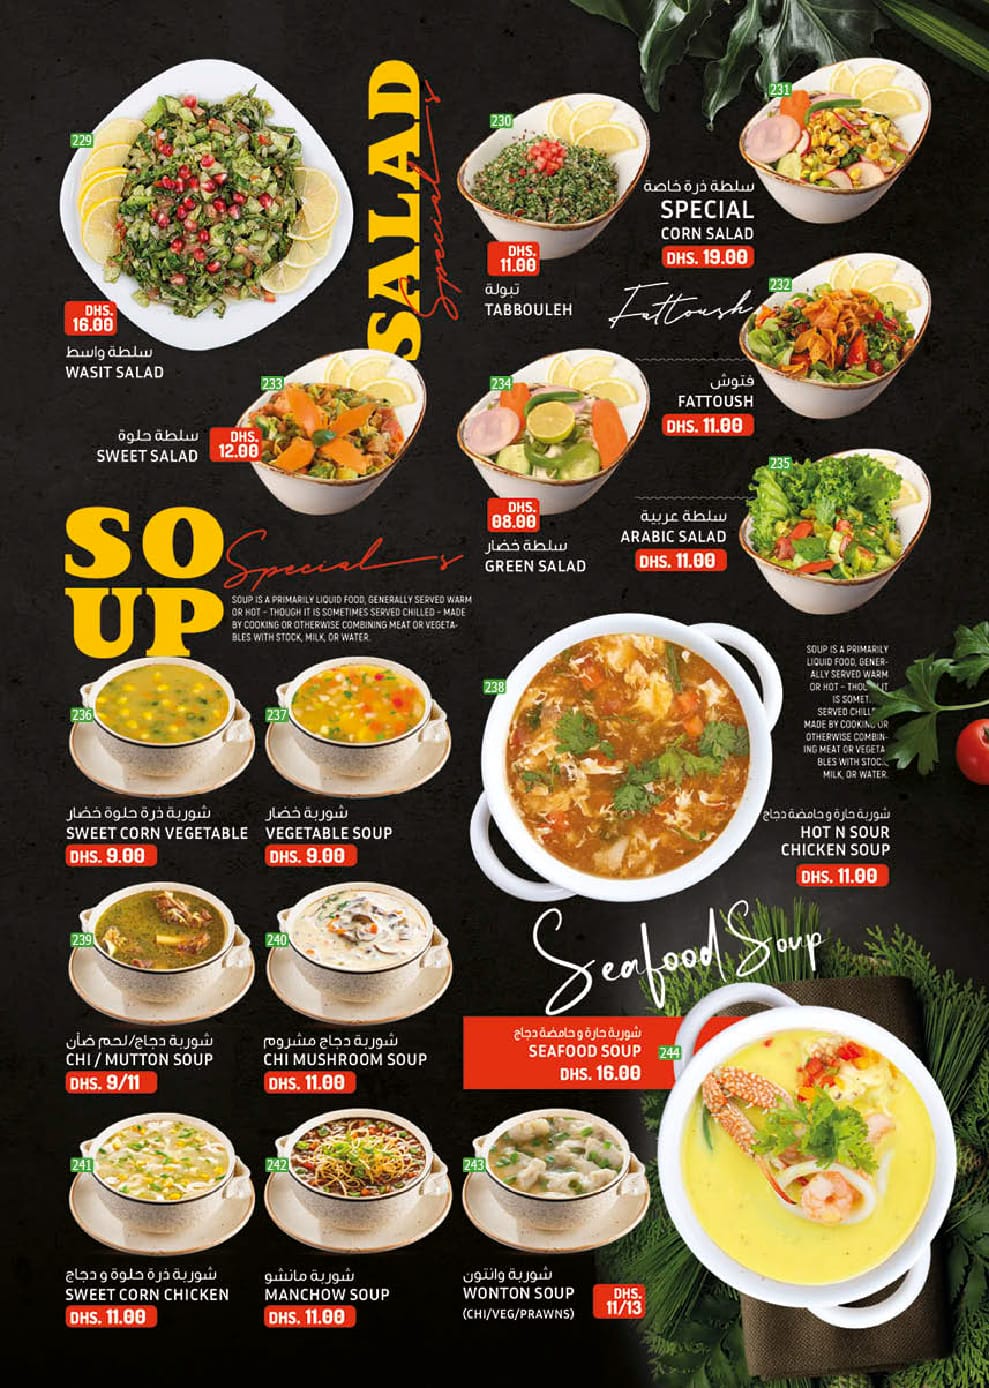 SALAD
Special
229
DHS.
16.00
سلطة واسط
WASIT SALAD
230
DHS.
11.00
تبولة
TABBOULEH
231
سلطة ذرة خاصة
SPECIAL
CORN SALAD
DHS. 19.00
Fattoush
232
فتوش
FATTOUSH
DHS. 11.00
233
سلطة حلوة
SWEET SALAD
DHS.
12.00
234
DHS.
08.00
سلطة خضار
GREEN SALAD
235
سلطة عربية
ARABIC SALAD
DHS. 11.00
SO
UP
Special
SOUP IS A PRIMARILY LIQUID FOOD, GENERALLY SERVED WARM
OR HOT – THOUGH IT IS SOMETIMES SERVED CHILLED – MADE
BY COOKING OR OTHERWISE COMBINING MEAT OR VEGETA-
BLES WITH STOCK, MILK, OR WATER.
236
شوربة ذرة حلوة خضار
SWEET CORN VEGETABLE
DHS. 9.00
237
شوربة خضار
VEGETABLE SOUP
DHS. 9.00
238
SOUP IS A PRIMARILY
LIQUID FOOD, GENER-
ALLY SERVED WARM
OR HOT – IT
IS
SERVED
MADE BY OR
OTHERWISE COMBIN-
ING MEAT OR VEGETA-
BLES WITH
MILK, OR WATER.
شوربة حارة و حامضة دجاج
HOT N SOUR
CHICKEN SOUP
DHS. 11.00
239
شوربة دجاج/لحم ضأن
CHI / MUTTON SOUP
DHS. 9/11
240
شوربة دجاج مشروم
CHI MUSHROOM SOUP
DHS. 11.00
Seafood Soup
شوربة حارة و حامضة دجاج
SEAFOOD SOUP
DHS. 16.00
244
241
شوربة ذرة حلوة و دجاج
SWEET CORN CHICKEN
DHS. 11.00
242
شوربة مانشو
MANCHOW SOUP
DHS. 11.00
243
شوربة وانتون
WONTON SOUP
(CHI/VEG/PRAWNS)
DHS.
11/13